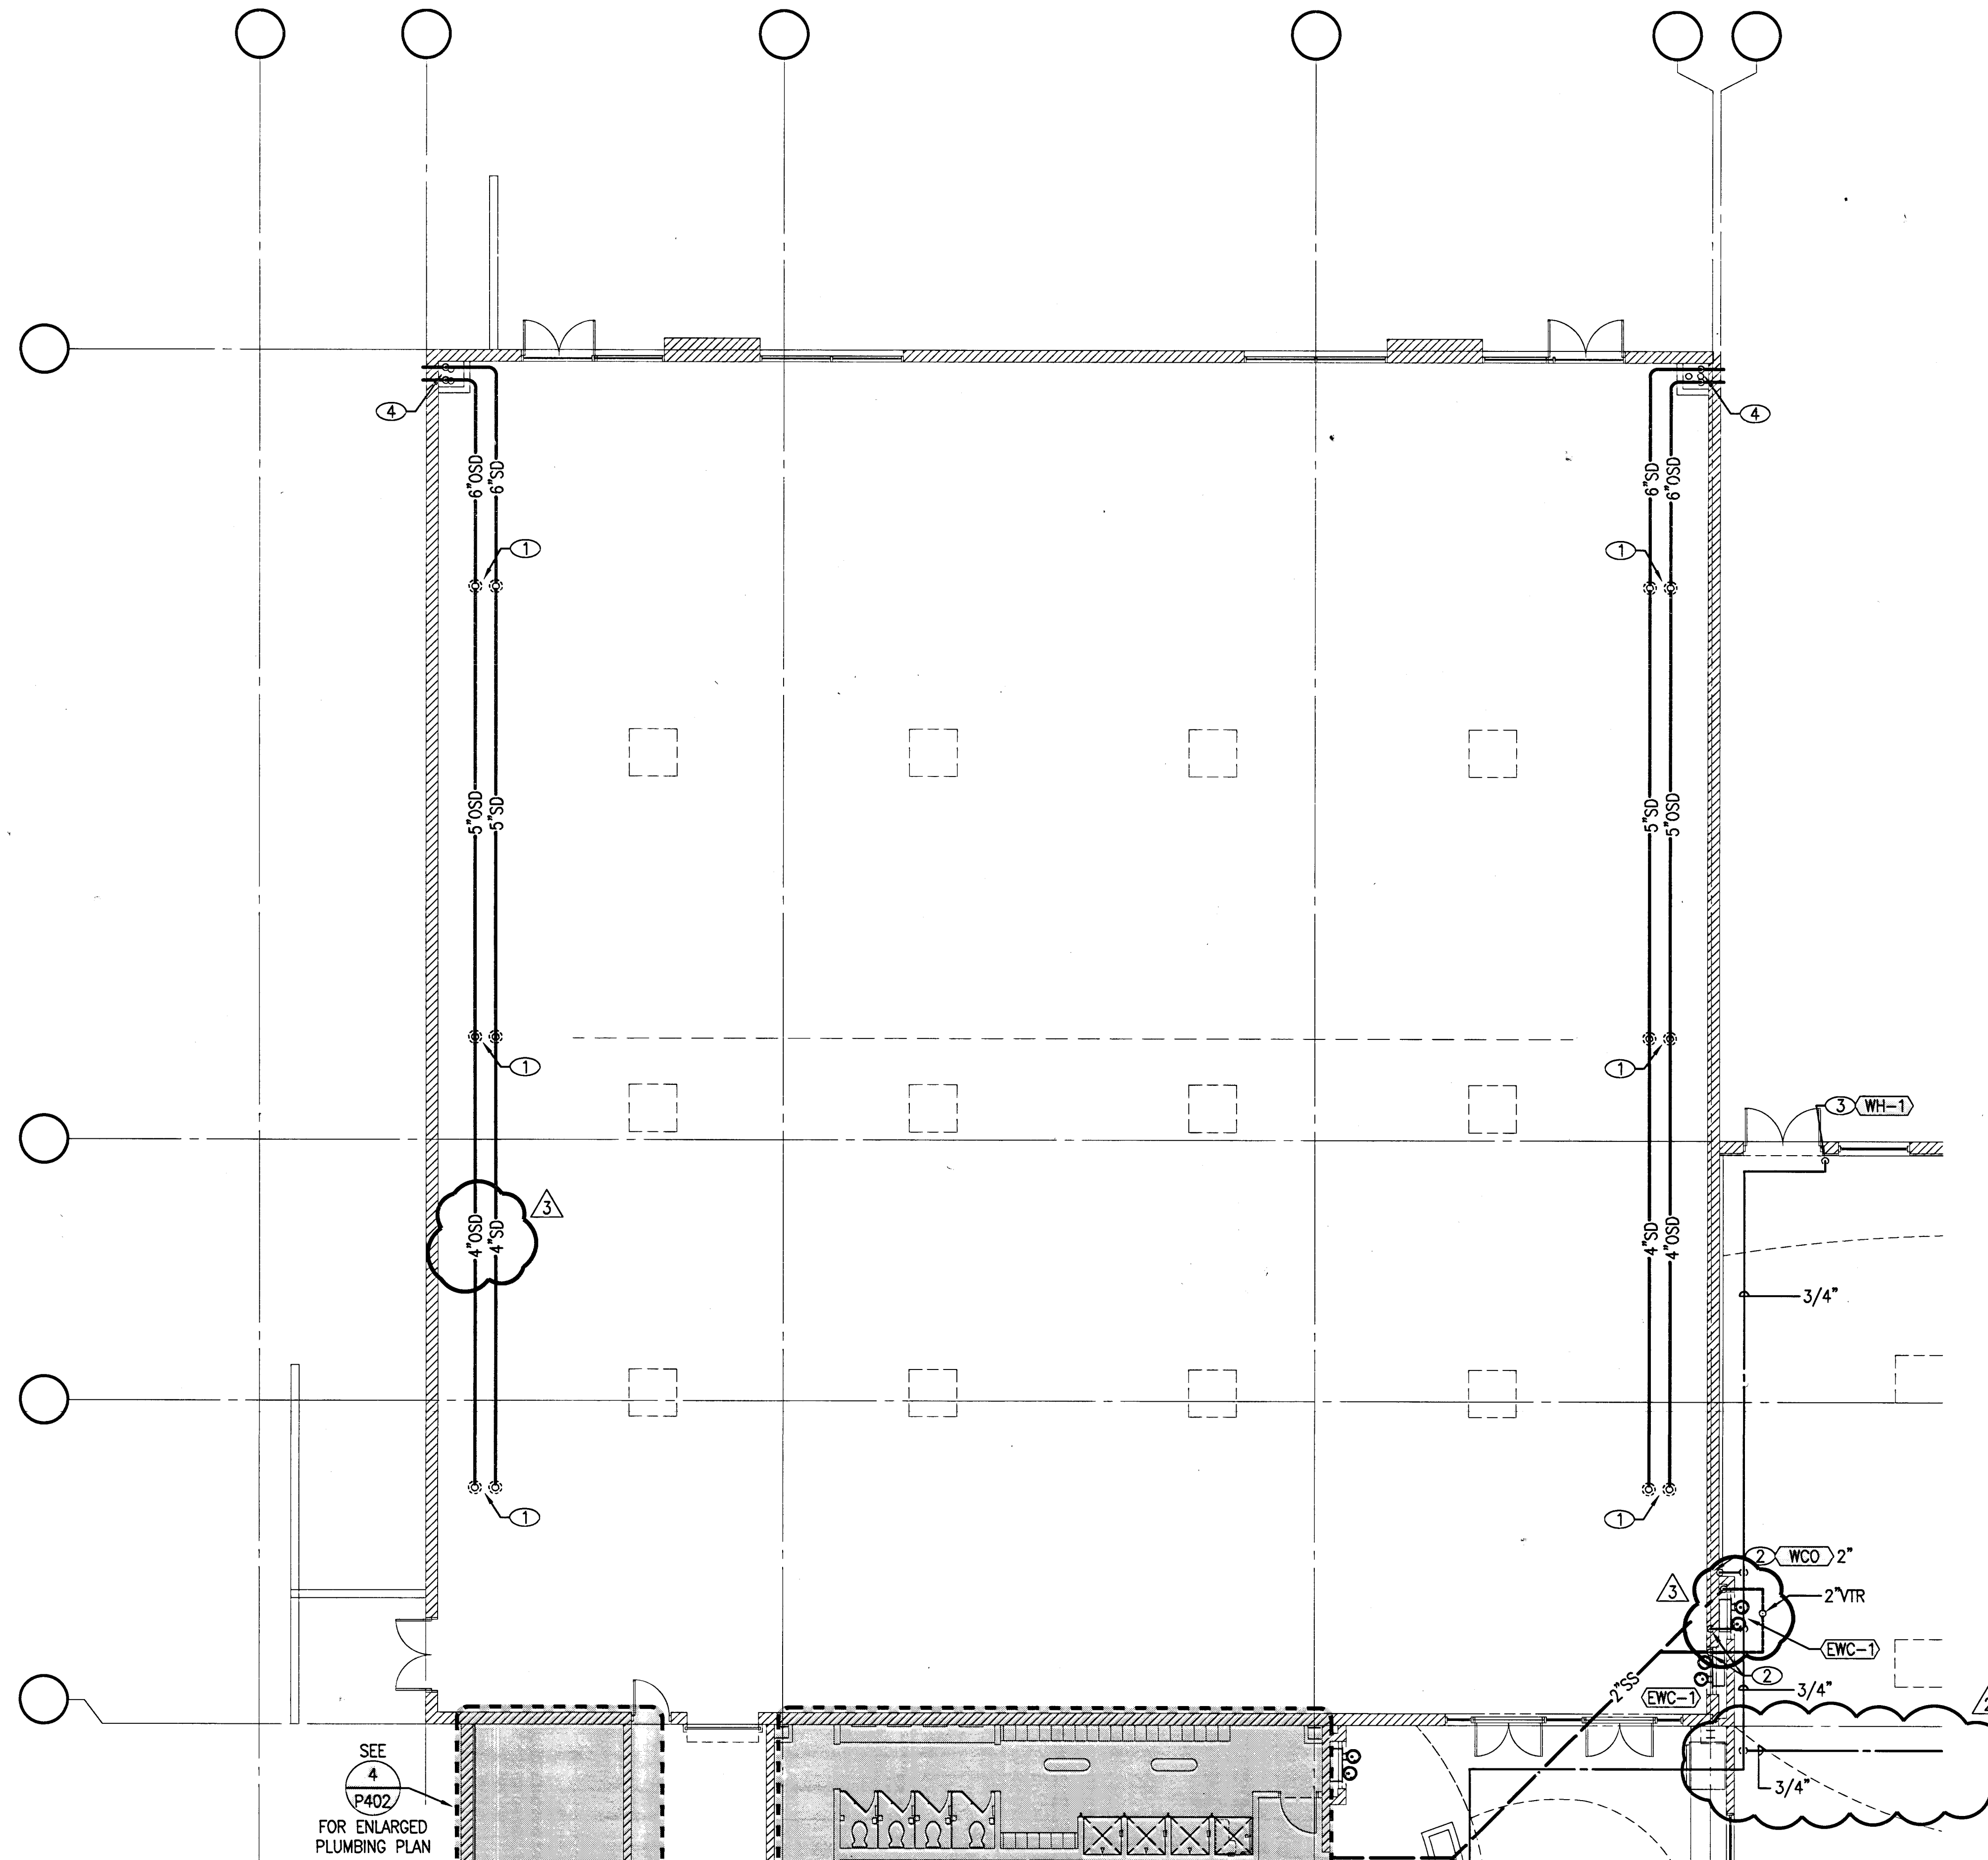 4
4
6"OSD
6"SD
6"SD
6"OSD
1
1
5"OSD
5"SD
5"SD
5"OSD
1
1
3 WH-1
3
4"OSD
4"SD
4"SD
4"OSD
3/4"
1
1
2 WCO 2"
3
2"VTR
EWC-1
2
2"SS
EWC-1
3/4"
2
3/4"
SEE
4
P402
FOR ENLARGED
PLUMBING PLAN